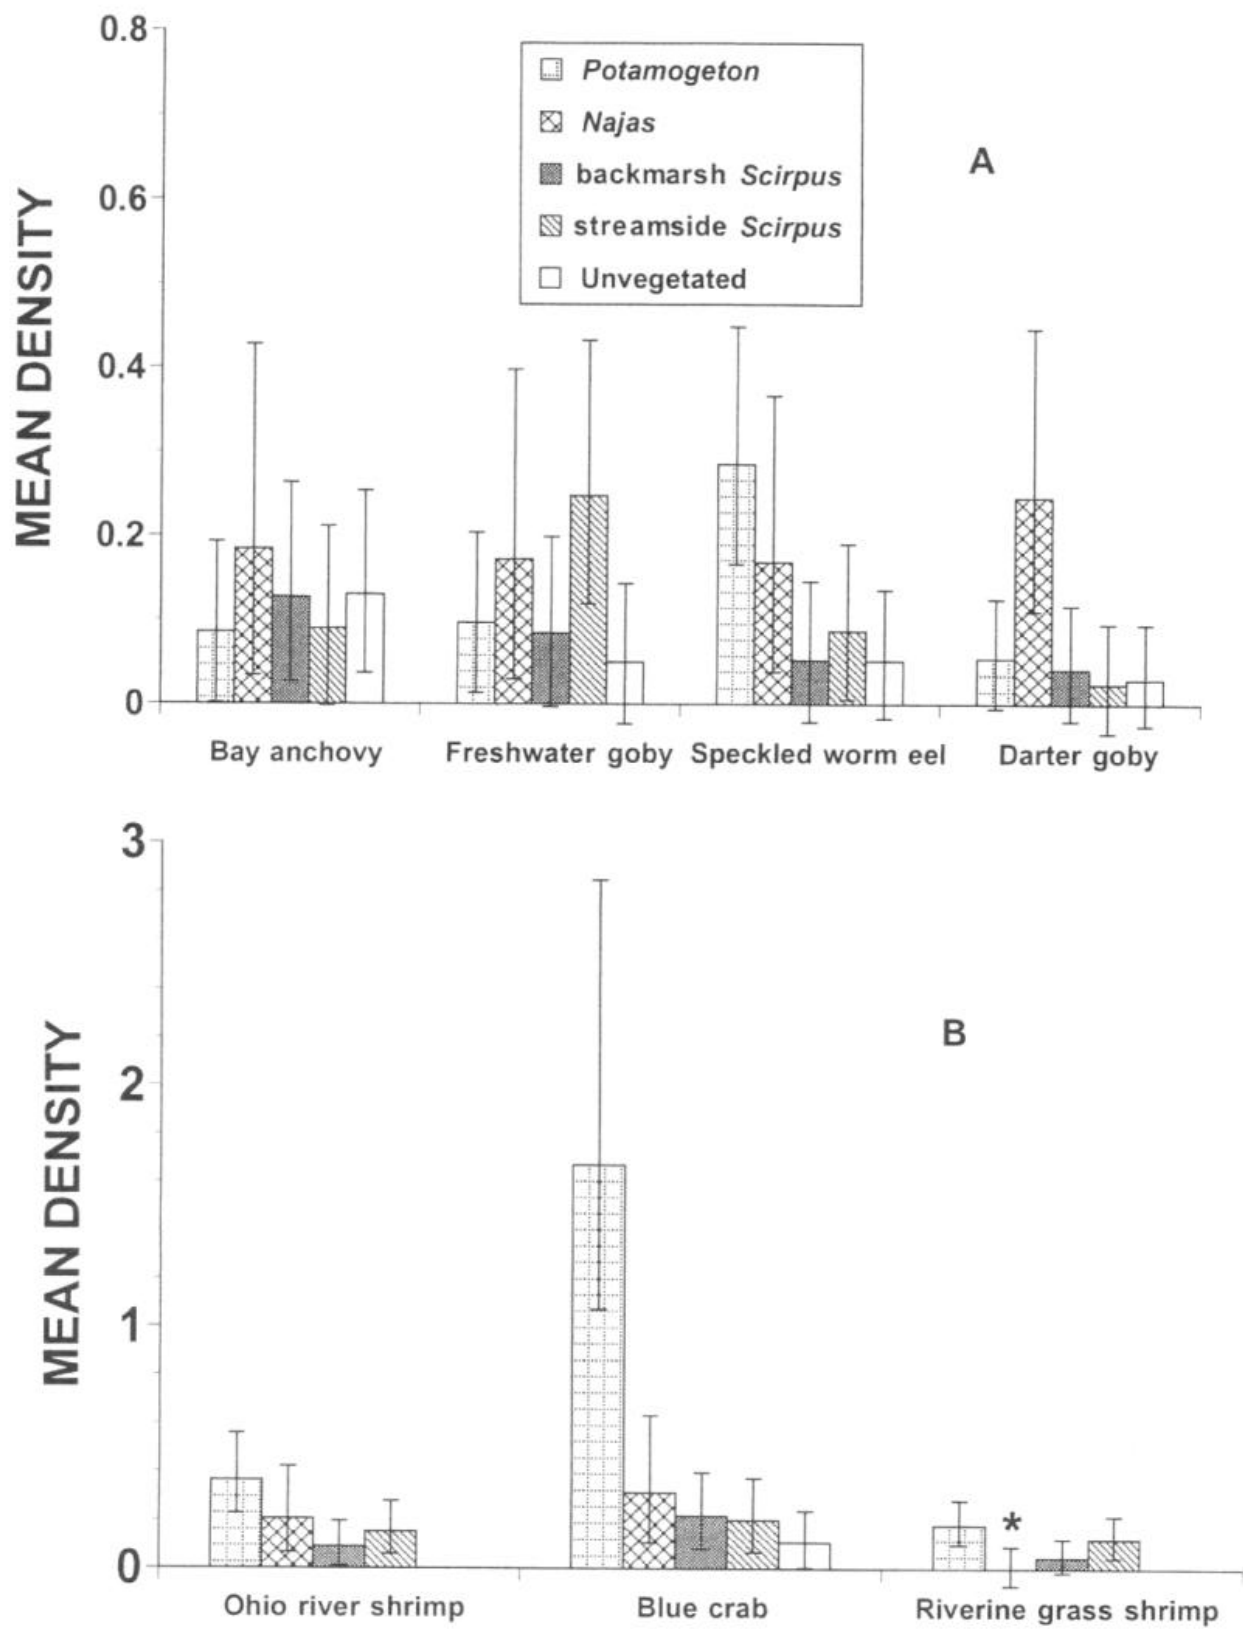 0.8
Potamogeton
Najas
backmarsh Scirpus
streamside Scirpus
Unvegetated
A
0.6
0.4
0.2
0
MEAN DENSITY
Bay anchovy Freshwater goby Speckled worm eel Darter goby
3
2
1
0
MEAN DENSITY
B
*
Ohio river shrimp Blue crab Riverine grass shrimp